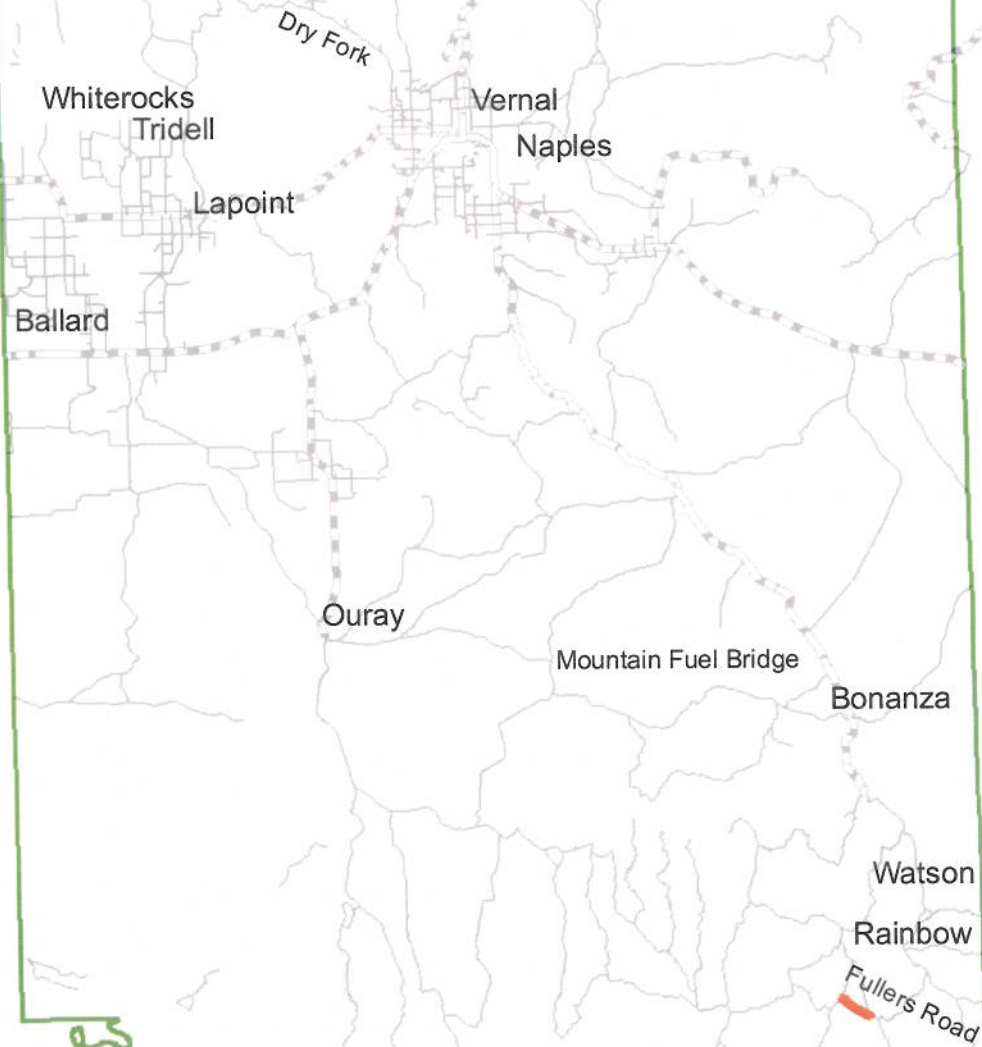 Dry Fork
Whiterocks
Vernal
Tridell
Naples
Lapoint
Ballard
Ouray
Mountain Fuel Bridge
Bonanza
Watson
Rainbow
Fullers Road